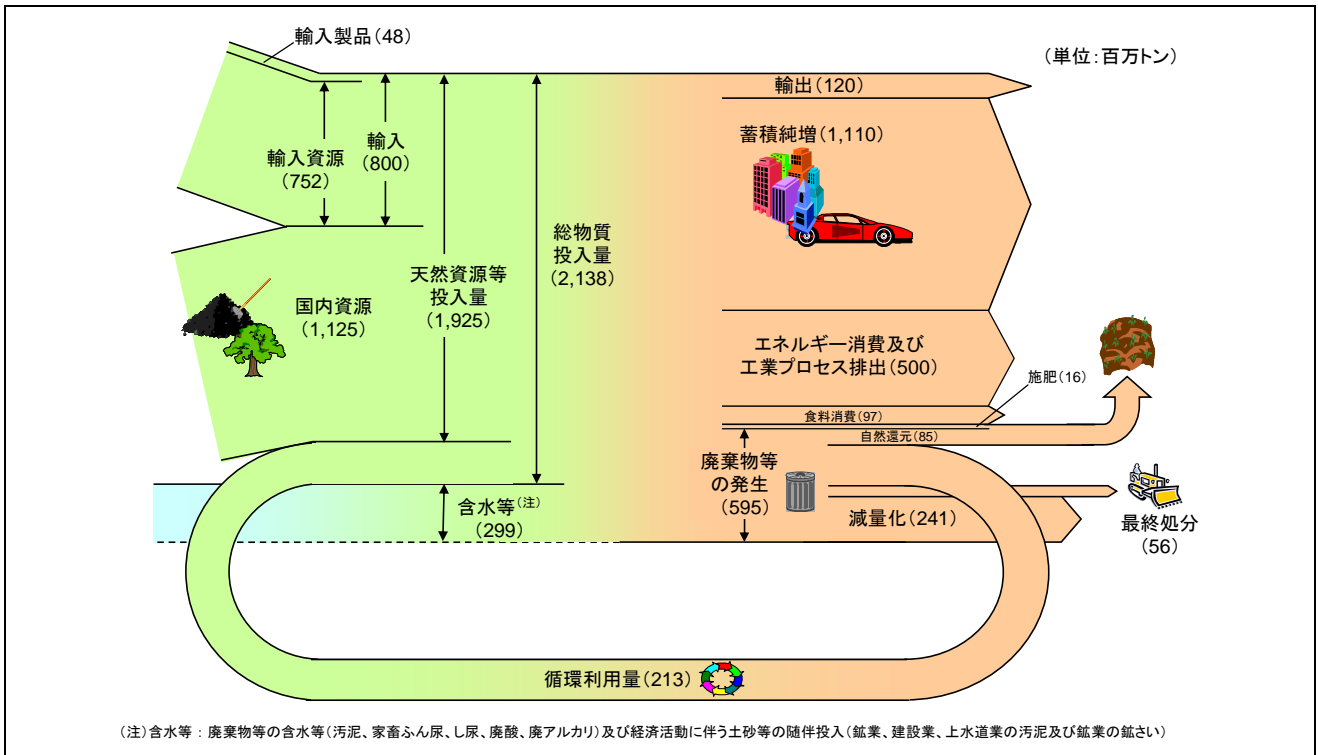 輸入製品(48)
(単位:百万トン)
輸出(120)
輸入
(800)
輸入資源
(752)
蓄積純増(1,110)
総物質
投入量
(2,138)
天然資源等
投入量
(1,925)
国内資源
(1,125)
エネルギー消費及び
工業プロセス排出(500)
施肥(16)
食料消費(97)
自然還元(85)
廃棄物等
の発生
(595)
含水等(注)
(299)
減量化(241)
最終処分
(56)
循環利用量(213)
(注)含水等:廃棄物等の含水等(汚泥、家畜ふん尿、し尿、廃酸、廃アルカリ)及び経済活動に伴う土砂等の随伴投入(鉱業、建設業、上水道業の汚泥及び鉱業の鉱さい)